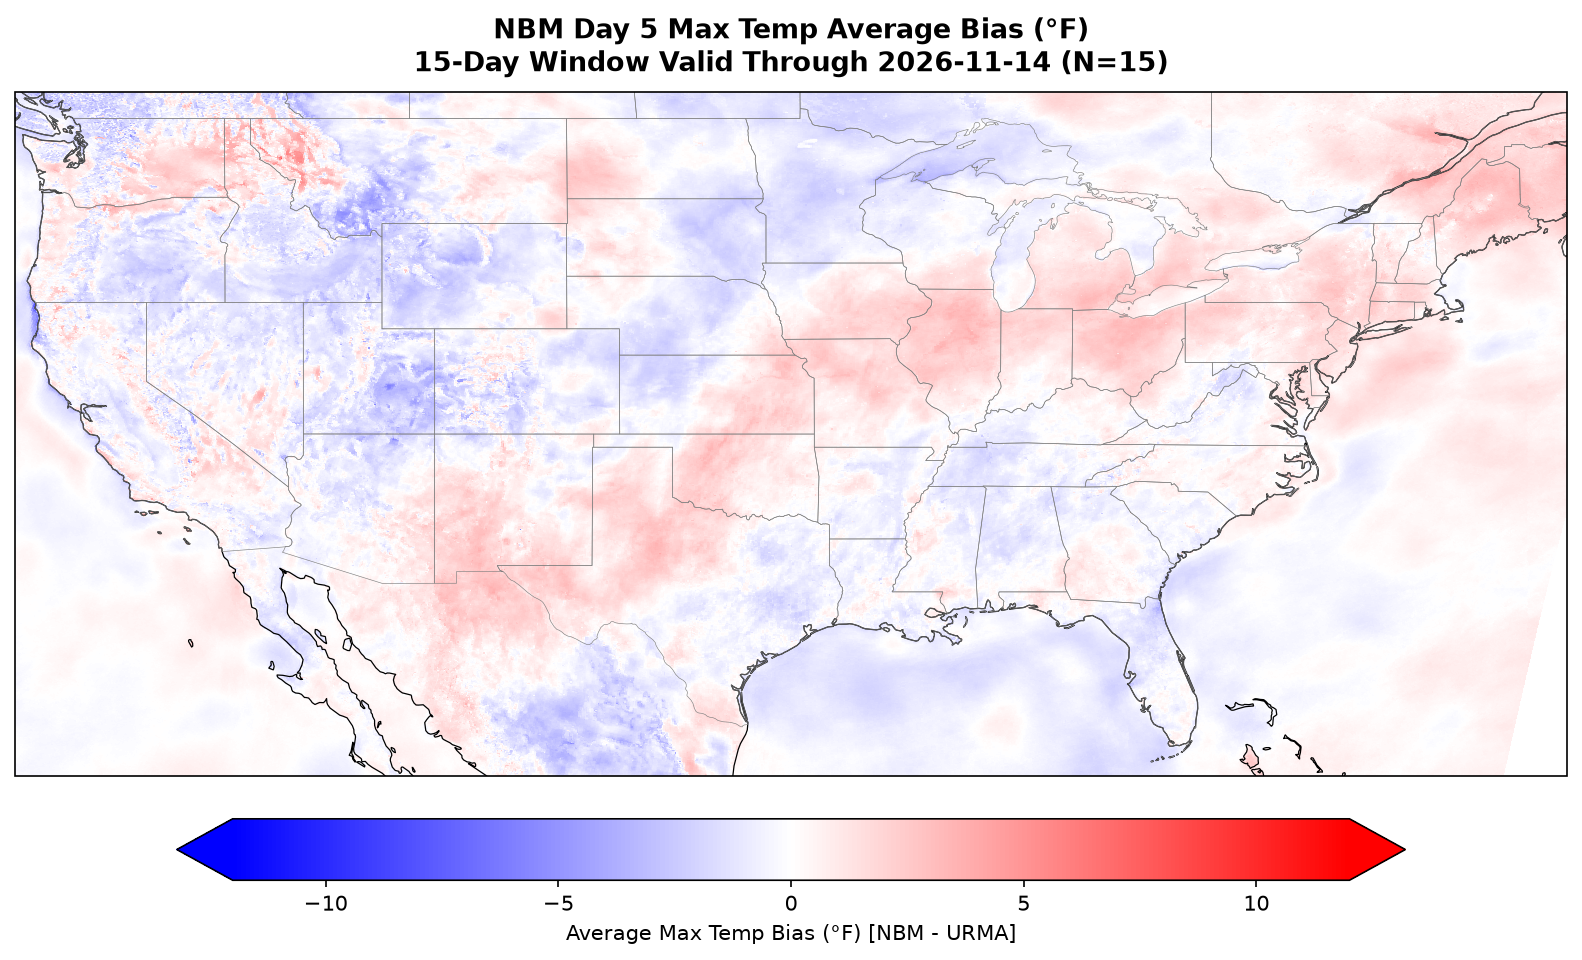 NBM Day 5 Max Temp Average Bias (°F)
15-Day Window Valid Through 2026-11-14 (N=15)
−10 −5 0 5 10
Average Max Temp Bias (°F) [NBM - URMA]